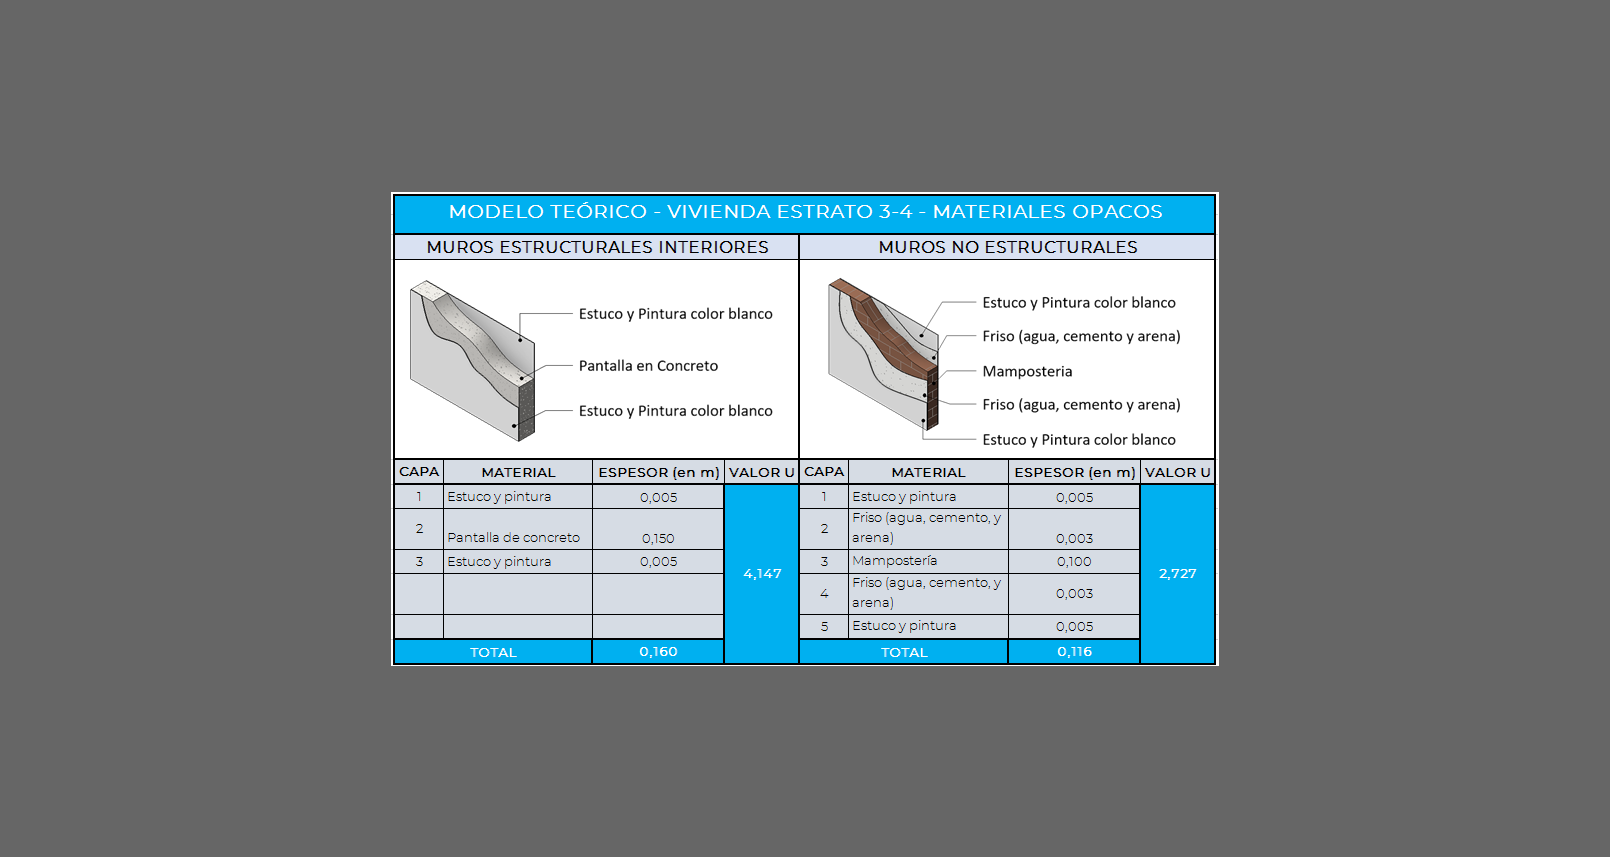 MODELO TEÓRICO - VIVIENDA ESTRATO 3-4 - MATERIALES OPACOS
MUROS ESTRUCTURALES INTERIORES
Estuco y Pintura color blanco
Pantalla en Concreto
Estuco y Pintura color blanco
MUROS NO ESTRUCTURALES
Estuco y Pintura color blanco
Friso (agua, cemento y arena)
Mamposteria
Friso (agua, cemento y arena)
Estuco y Pintura color blanco
CAPA MATERIAL ESPESOR (en m) VALOR U
1 Estuco y pintura 0,005
2 Pantalla de concreto 0,150
3 Estuco y pintura 0,005
4,147
TOTAL 0,160
CAPA MATERIAL ESPESOR (en m) VALOR U
1 Estuco y pintura 0,005
2 Friso (agua, cemento, y
arena) 0,003
3 Mampostería 0,100
4 Friso (agua, cemento, y
arena) 0,003
5 Estuco y pintura 0,005
2,727
TOTAL 0,116